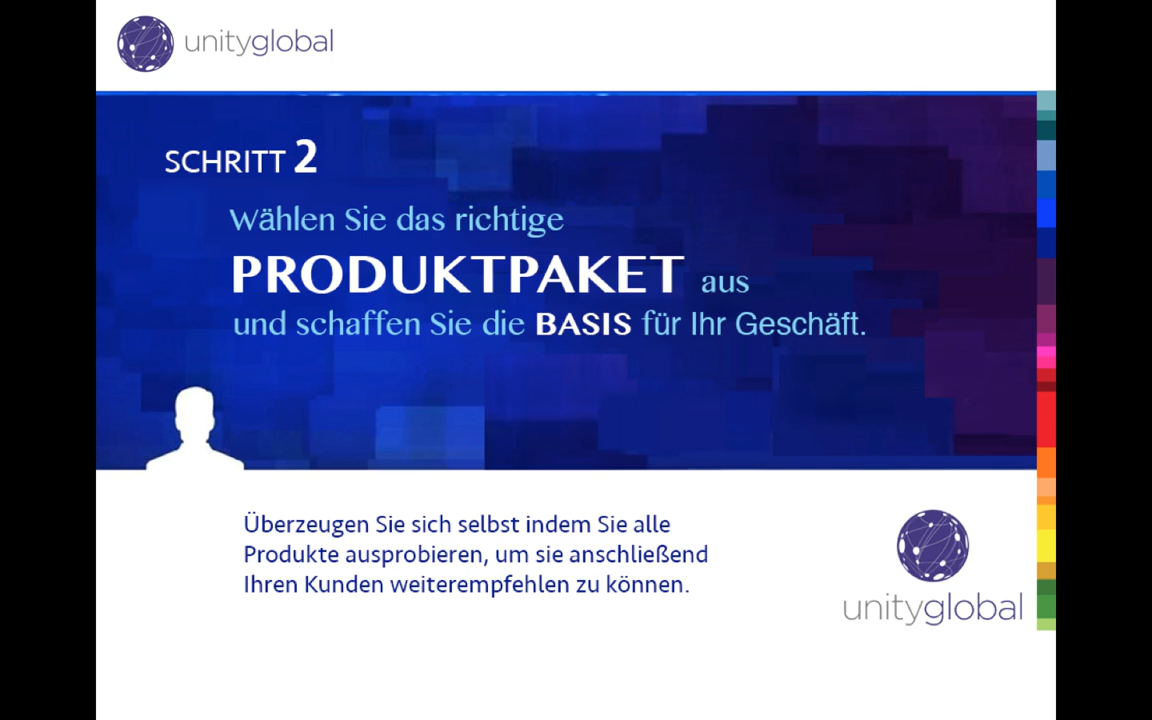 unityglobal
SCHRITT 2
Wählen Sie das richtige
PRODUKTPAKET aus
und schaffen Sie die BASIS für Ihr Geschäft.
Überzeugen Sie sich selbst indem Sie alle
Produkte ausprobieren, um sie anschließend
Ihren Kunden weiterempfehlen zu können.
unityglobal